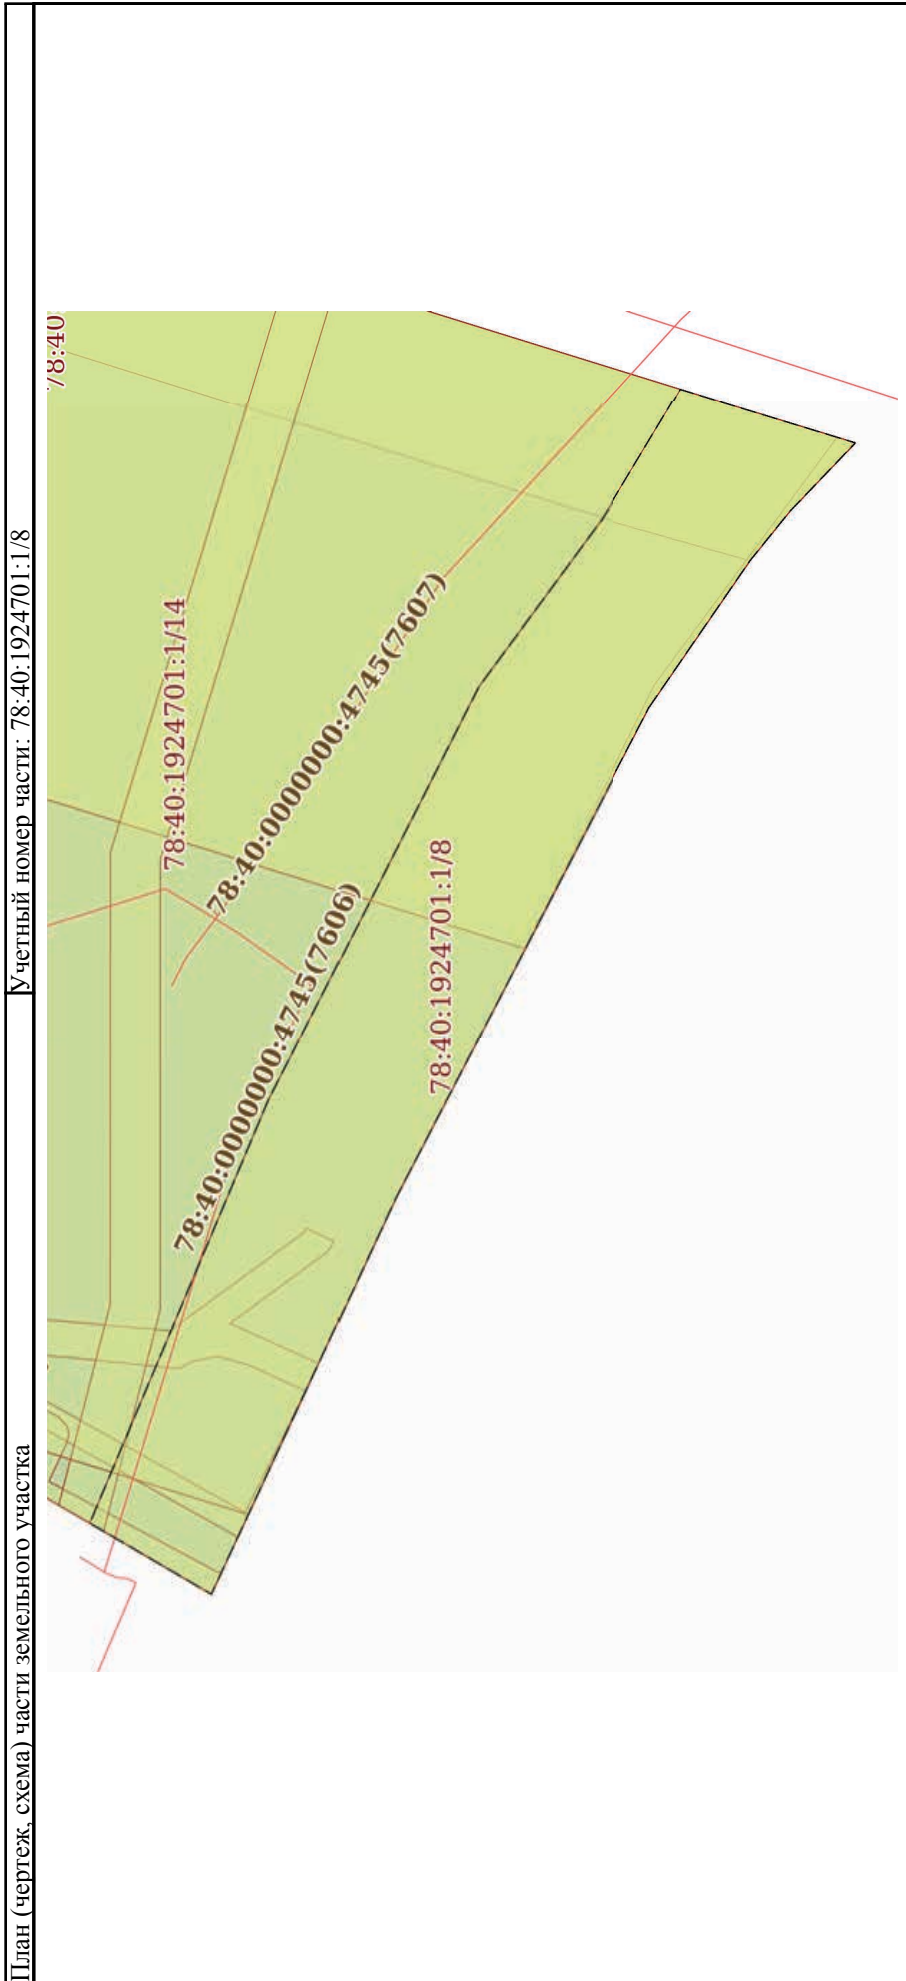 План (чертеж, схема) части земельного участка
Учетный номер части: 78:40:1924701:1/8
78:40
78:40:1924701:1/14
78:40:0000000:4745(7607)
78:40:0000000:4745(7606)
78:40:1924701:1/8